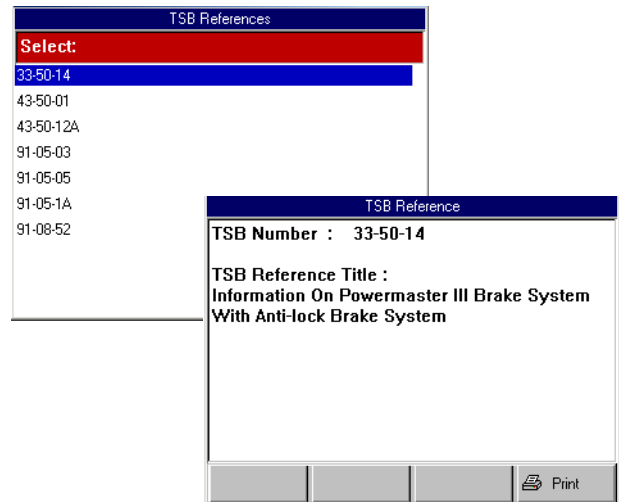 TSB References
Select:
33-50-14
43-50-01
43-50-12A
91-05-03
91-05-05
91-05-1A
91-08-52
TSB Reference
TSB Number : 33-50-14
TSB Reference Title :
Information On Powermaster III Brake System
With Anti-lock Brake System
Print